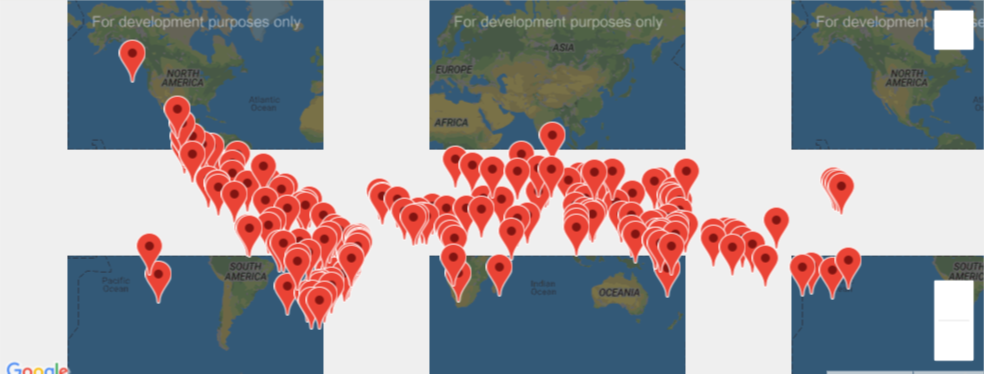 For development purposes only
For development purposes only
For development p
NORTH
AMERICA
Atlantic
Ocean
ASIA
EUROPE
AFRICA
NORTH
AMERICA
SOUTH
AMERICA
Pacific
Ocean
Indian
Ocean
OCEANIA
SOUTH
AMERICA
Google